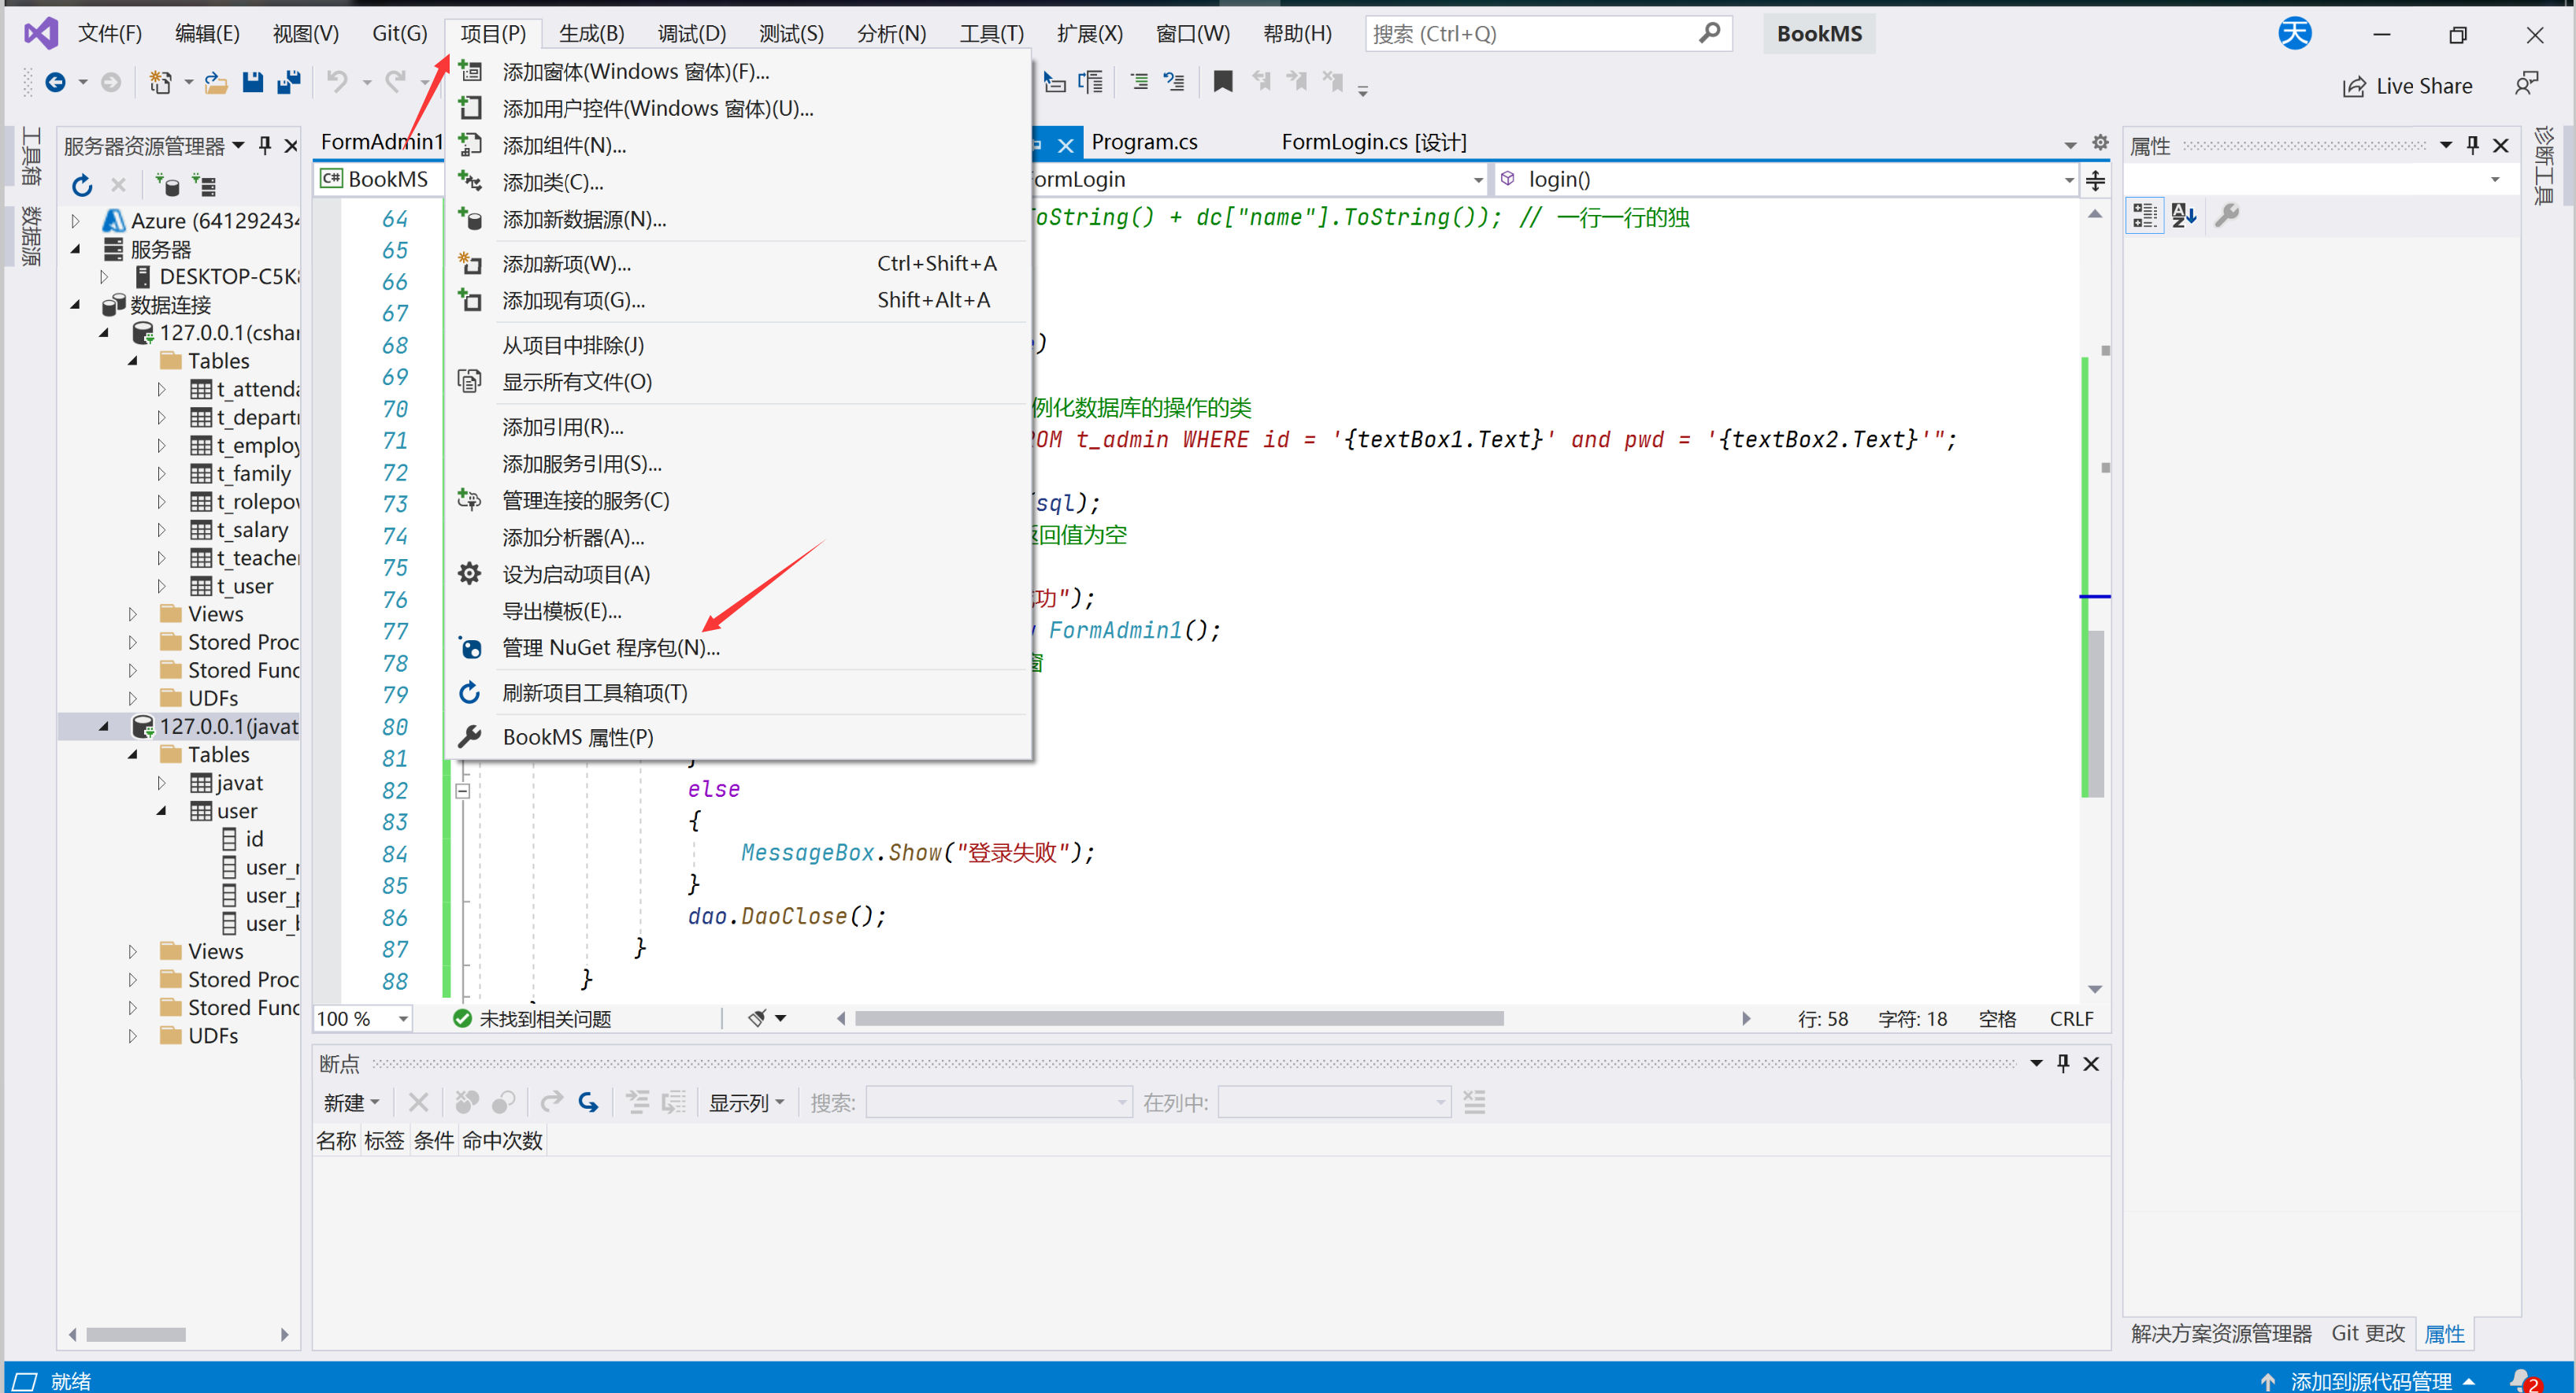 文件(F) 编辑(E) 视图(V) Git(G) 项目(P) 生成(B) 调试(D) 测试(S) 分析(N) 工具(T) 扩展(X) 窗口(W) 帮助(H) 搜索 (Ctrl+Q) BookMS 天
Live Share
工具箱
数据源
服务器资源管理器
Azure (641292434
服务器
DESKTOP-C5K
数据连接
127.0.0.1(cshar
Tables
t_attenda
t_depart
t_employ
t_family
t_rolepov
t_salary
t_teacher
t_user
Views
Stored Proc
Stored Func
UDFs
127.0.0.1(javat
Tables
javat
user
id
user_
user_
user_
Views
Stored Proc
Stored Func
UDFs
添加窗体(Windows 窗体)(F)...
添加用户控件(Windows 窗体)(U)...
添加组件(N)...
添加类(C)...
添加新数据源(N)...
添加新项(W)... Ctrl+Shift+A
添加现有项(G)... Shift+Alt+A
从项目中排除(J)
显示所有文件(O)
添加引用(R)...
添加服务引用(S)...
管理连接的服务(C)
添加分析器(A)...
设为启动项目(A)
导出模板(E)...
管理 NuGet 程序包(N)...
刷新项目工具箱项(T)
BookMS 属性(P)
FormAdmin1 Program.cs FormLogin.cs [设计]
C# BookMS ormLogin login()
64 oString() + dc["name"].ToString()); // 一行一行的独
65
66
67
68 )
69
70 例化数据库的操作的类
71 OM t_admin WHERE id = '{textBox1.Text}' and pwd = '{textBox2.Text}'";
72
73 sql);
74 返回值为空
75
76 功");
77 FormAdmin1();
78 窗
79
80
81 }
82 else
83 {
84 MessageBox.Show("登录失败");
85 }
86 dao.DaoClose();
87 }
88 }
100 % 未找到相关问题 行: 58 字符: 18 空格 CRLF
断点
新建 显示列 搜索: 在列中:
名称 标签 条件 命中次数
属性
诊断工具
解决方案资源管理器 Git 更改 属性
就绪 添加到源代码管理 2